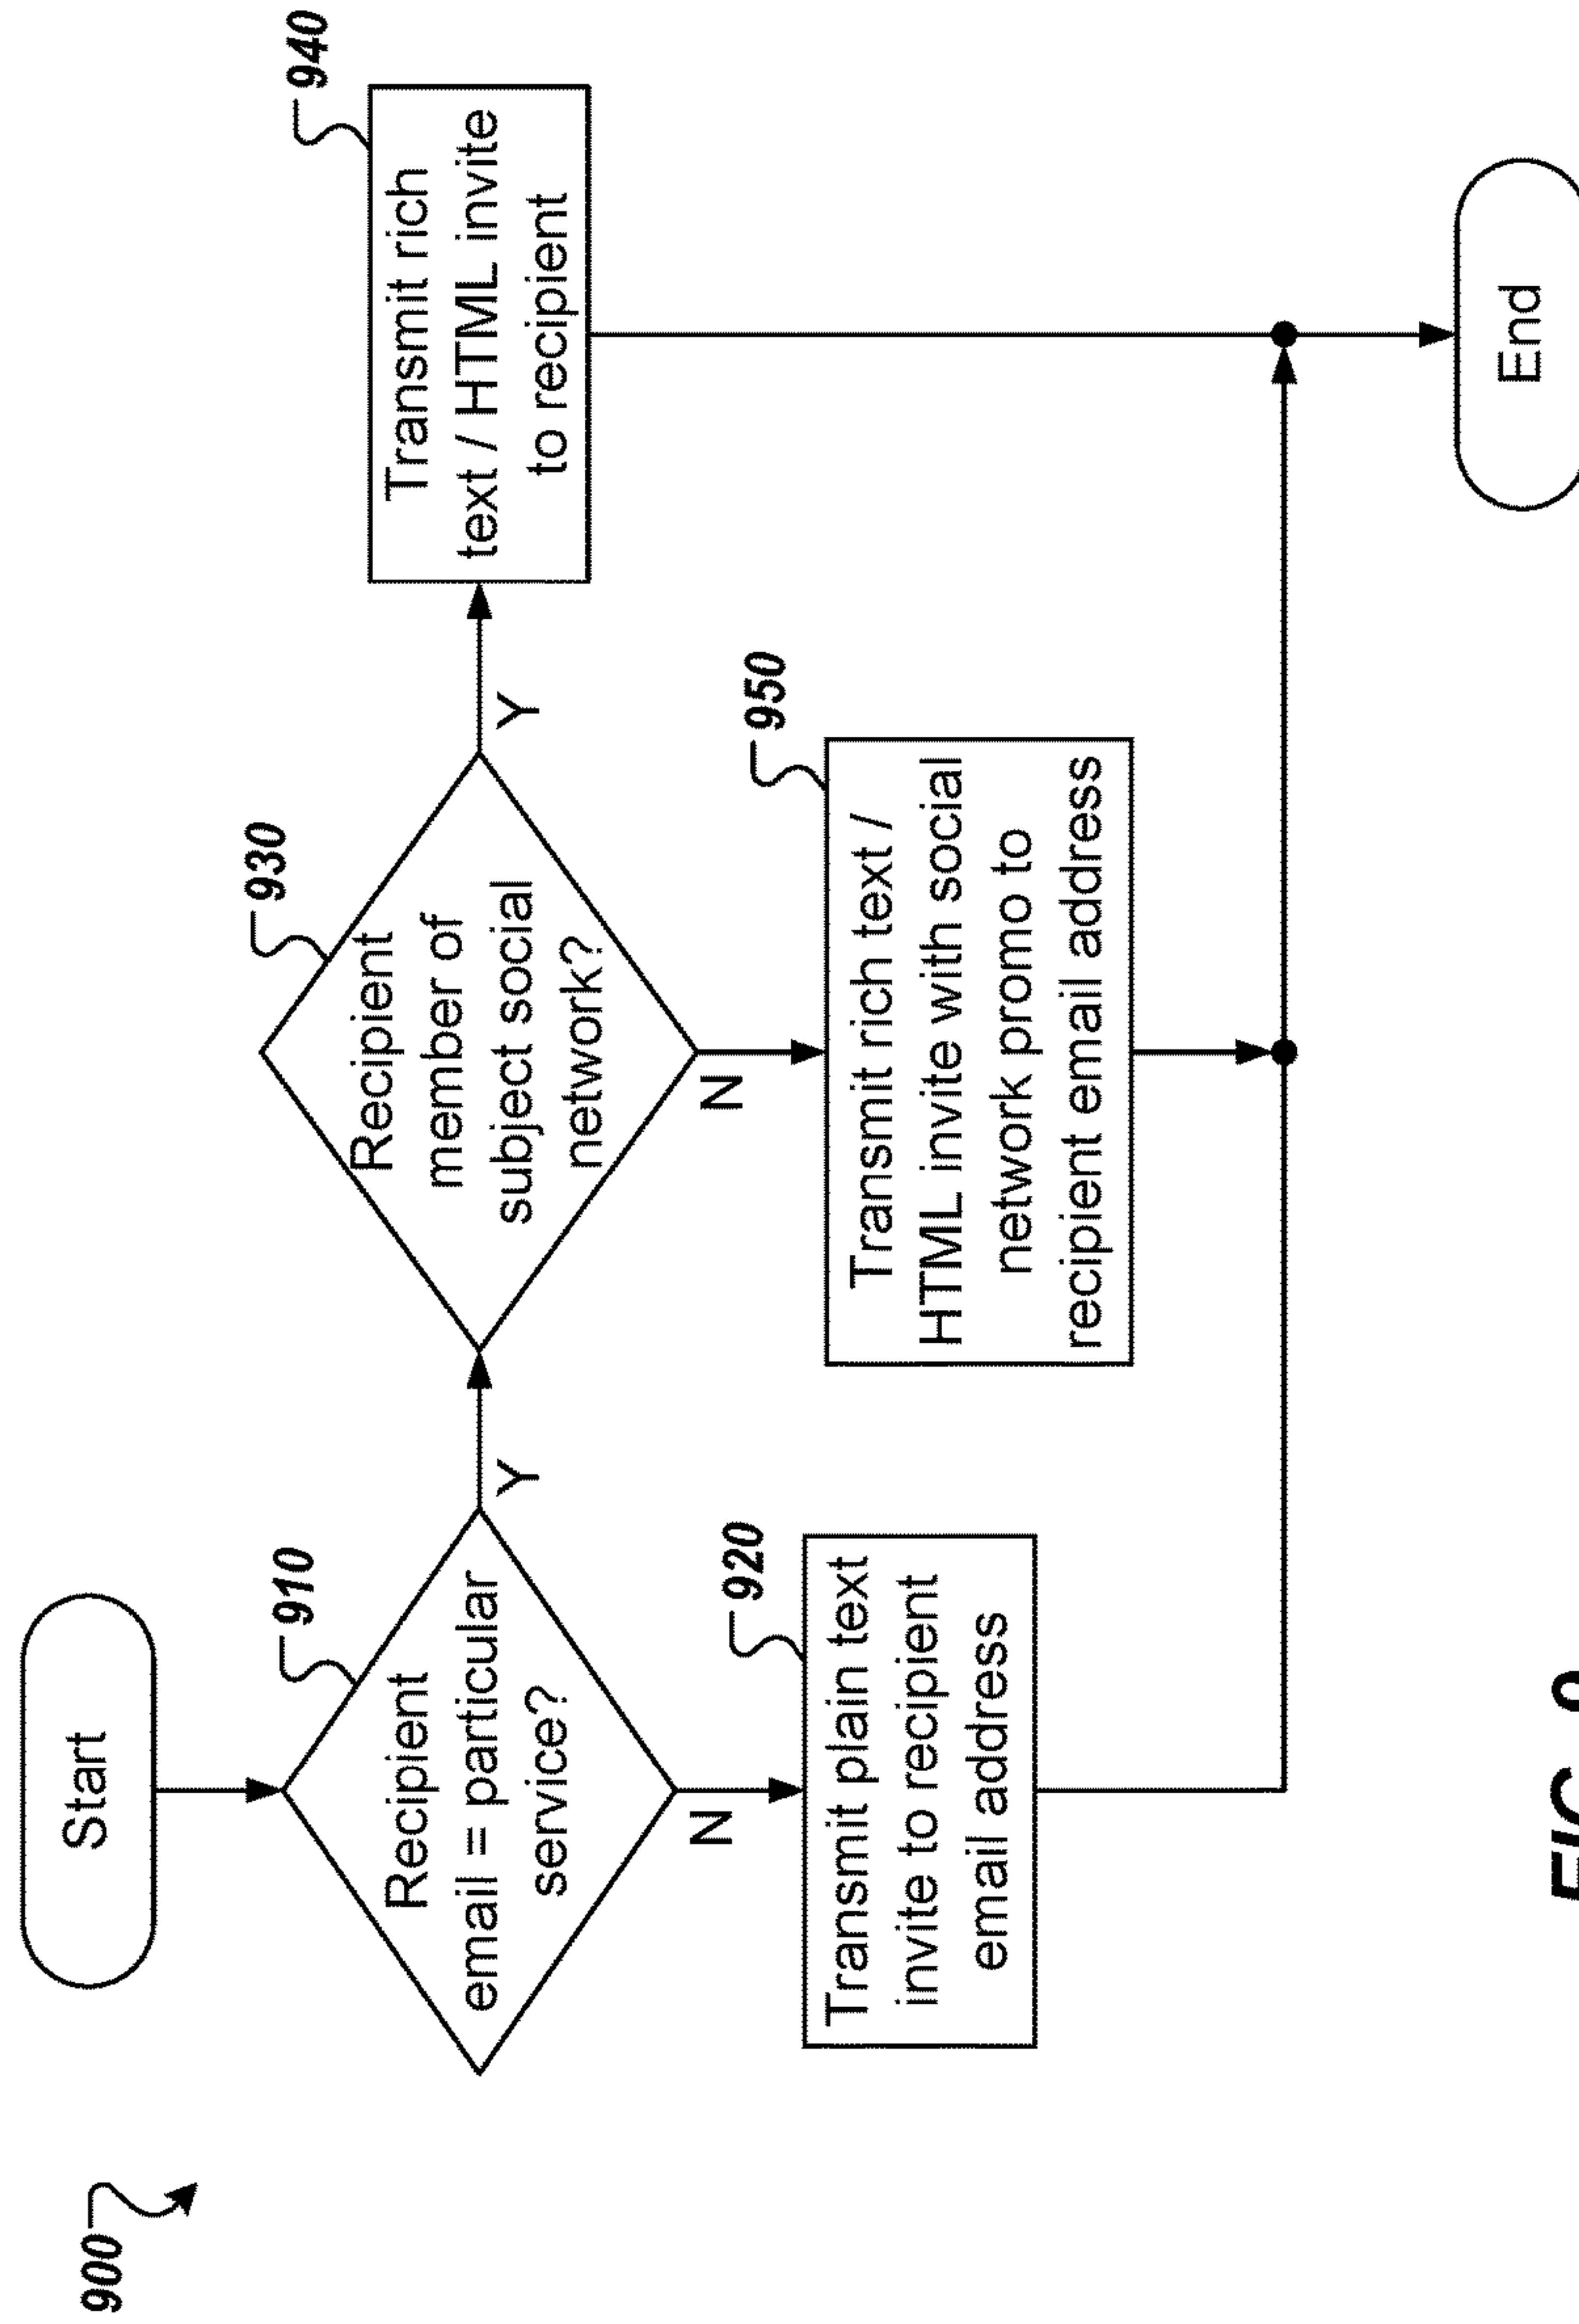 900
Start
910
Recipient
email = particular
service?
Y
N
920
Transmit plain text
invite to recipient
email address
930
Recipient
member of
subject social
network?
Y
N
940
Transmit rich
text / HTML invite
to recipient
950
Transmit rich text /
HTML invite with social
network promo to
recipient email address
End